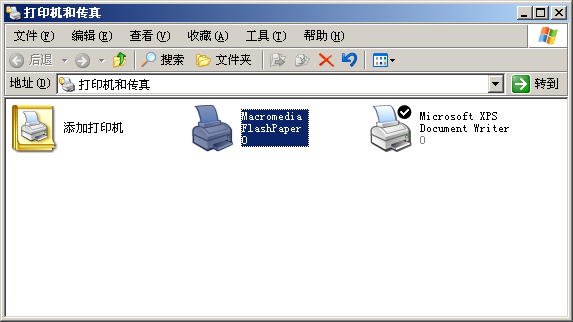 打印机和传真
文件(F) 编辑(E) 查看(V) 收藏(A) 工具(T) 帮助(H)
后退 搜索 文件夹
地址(D) 打印机和传真 转到
添加打印机
Macromedia
FlashPaper
0
Microsoft XPS
Document Writer
0